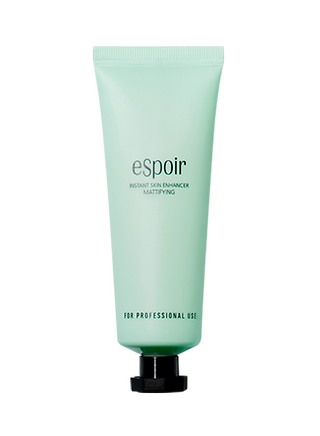 espoir
INSTANT SKIN ENHANCER
MATTIFYING
FOR PROFESSIONAL USE